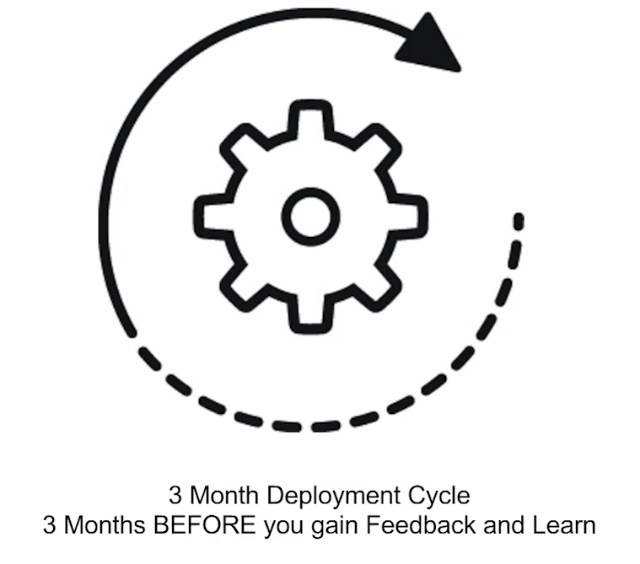 3 Month Deployment Cycle
3 Months BEFORE you gain Feedback and Learn